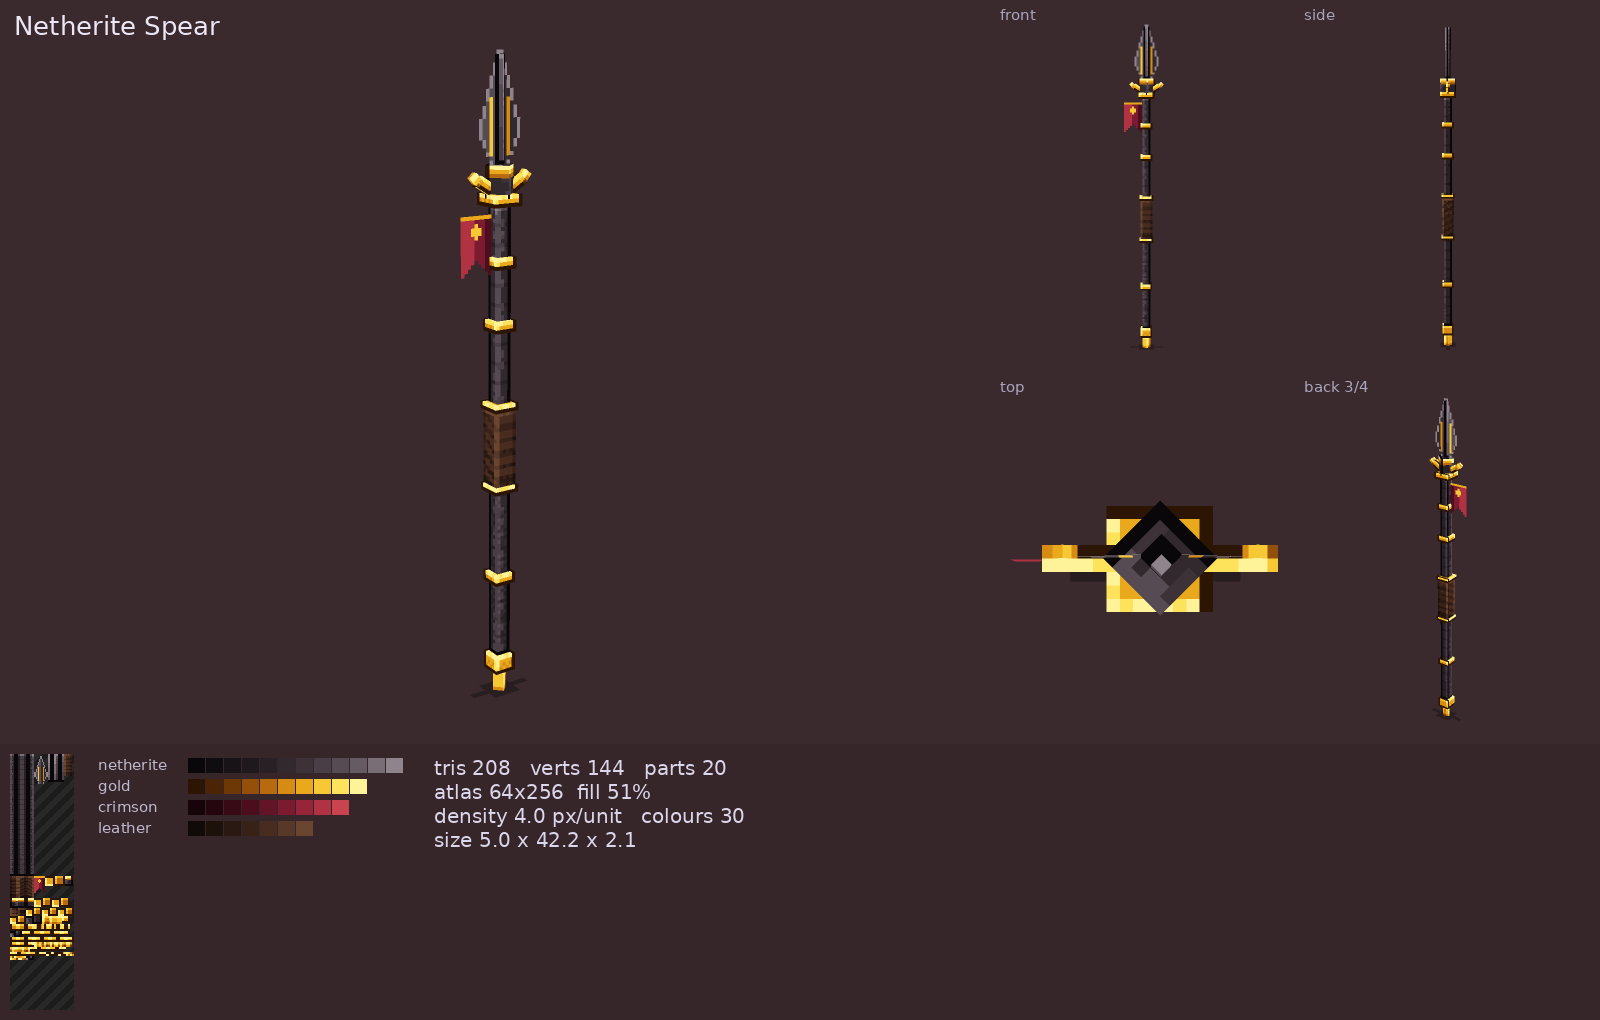 Netherite Spear
front
side
top
back 3/4
netherite
gold
crimson
leather
tris 208 verts 144 parts 20
atlas 64x256 fill 51%
density 4.0 px/unit colours 30
size 5.0 x 42.2 x 2.1